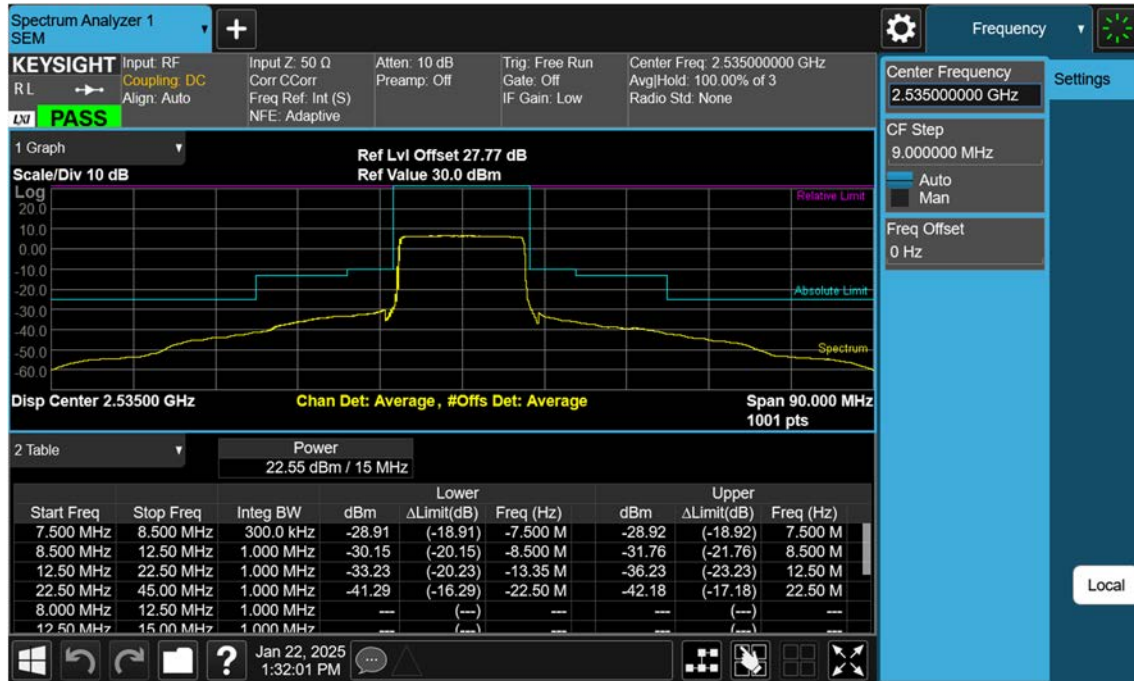 Spectrum Analyzer 1
SEM
Frequency
KEYSIGHT
RL
LXI
PASS
Input: RF
Coupling: DC
Align: Auto
Input Z: 50 Ω
Corr CCorr
Freq Ref: Int (S)
NFE: Adaptive
Atten: 10 dB
Preamp: Off
Trig: Free Run
Gate: Off
IF Gain: Low
Center Freq: 2.535000000 GHz
Avg|Hold: 100.00% of 3
Radio Std: None
Center Frequency
2.535000000 GHz
Settings
CF Step
9.000000 MHz
Auto
Man
Freq Offset
0 Hz
1 Graph
Ref Lvl Offset 27.77 dB
Scale/Div 10 dB
Ref Value 30.0 dBm
Log
Relative Limit
20.0
10.0
0.00
-10.0
-20.0
Absolute Limit
-30.0
-40.0
-50.0
Spectrum
-60.0
Disp Center 2.53500 GHz
Chan Det: Average, #Offs Det: Average
Span 90.000 MHz
1001 pts
2 Table
Power
22.55 dBm / 15 MHz
Lower Upper
Start Freq Stop Freq Integ BW dBm ΔLimit(dB) Freq (Hz) dBm ΔLimit(dB) Freq (Hz)
7.500 MHz 8.500 MHz 300.0 kHz -28.91 (-18.91) -7.500 M -28.92 (-18.92) 7.500 M
8.500 MHz 12.50 MHz 1.000 MHz -30.15 (-20.15) -8.500 M -31.76 (-21.76) 8.500 M
12.50 MHz 22.50 MHz 1.000 MHz -33.23 (-20.23) -13.35 M -36.23 (-23.23) 12.50 M
22.50 MHz 45.00 MHz 1.000 MHz -41.29 (-16.29) -22.50 M -42.18 (-17.18) 22.50 M
8.000 MHz 12.50 MHz 1.000 MHz --- (---) --- (---)
12.50 MHz 15.00 MHz 1.000 MHz --- (---) --- (---)
Local
?
Jan 22, 2025
1:32:01 PM